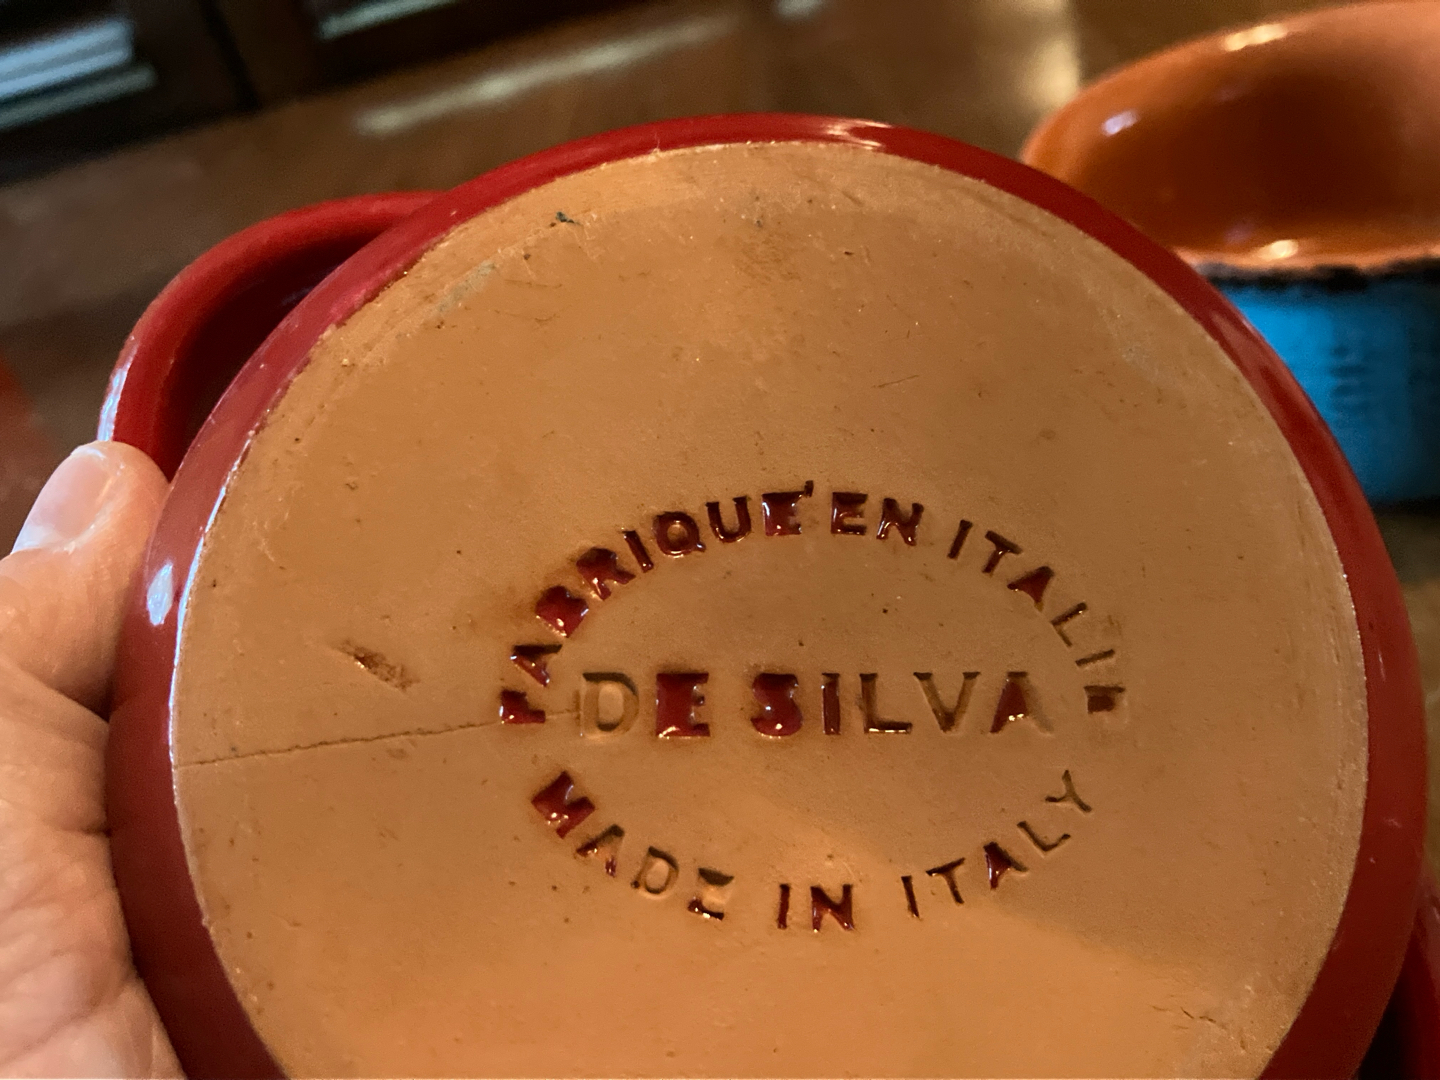 FABRIQUE' EN ITALIE
DE SILVA
MADE IN ITALY